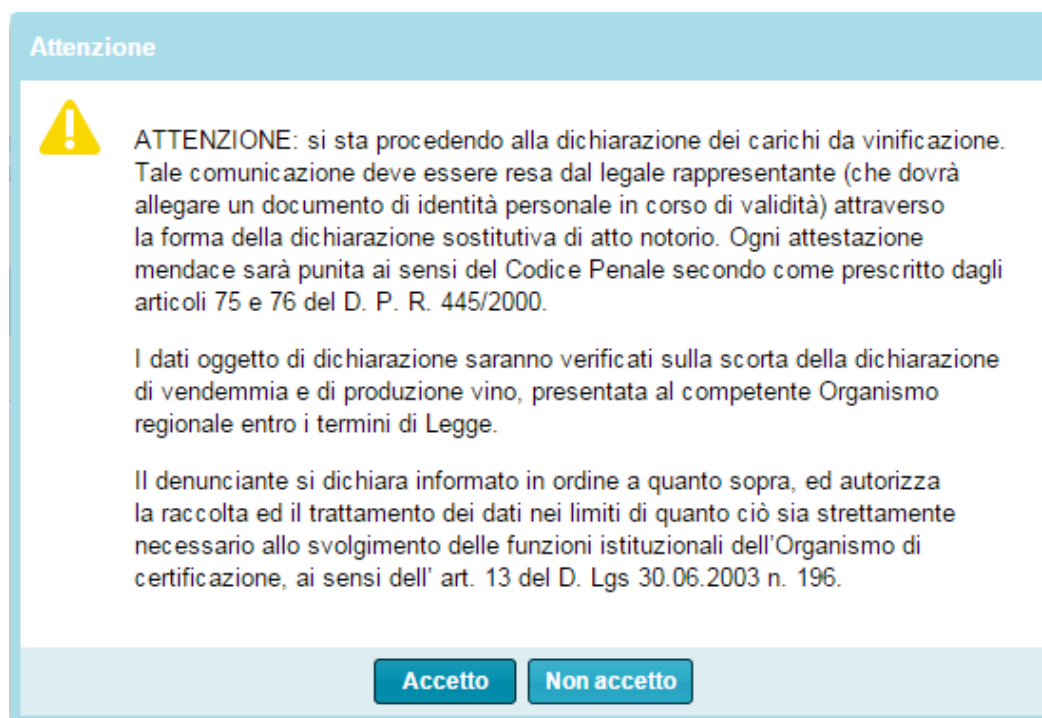 Attenzione
ATTENZIONE: si sta procedendo alla dichiarazione dei carichi da vinificazione.
Tale comunicazione deve essere resa dal legale rappresentante (che dovrà
allegare un documento di identità personale in corso di validità) attraverso
la forma della dichiarazione sostitutiva di atto notorio. Ogni attestazione
mendace sarà punita ai sensi del Codice Penale secondo come prescritto dagli
articoli 75 e 76 del D. P. R. 445/2000.
I dati oggetto di dichiarazione saranno verificati sulla scorta della dichiarazione
di vendemmia e di produzione vino, presentata al competente Organismo
regionale entro i termini di Legge.
Il denunciante si dichiara informato in ordine a quanto sopra, ed autorizza
la raccolta ed il trattamento dei dati nei limiti di quanto ciò sia strettamente
necessario allo svolgimento delle funzioni istituzionali dell'Organismo di
certificazione, ai sensi dell' art. 13 del D. Lgs 30.06.2003 n. 196.
Accetto Non accetto